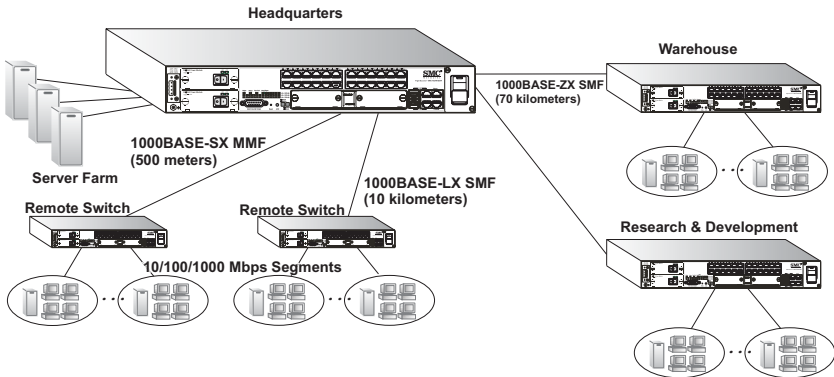 Headquarters
SMC
Warehouse
1000BASE-ZX SMF
(70 kilometers)
1000BASE-SX MMF
(500 meters)
Server Farm
1000BASE-LX SMF
(10 kilometers)
Remote Switch
Remote Switch
Research & Development
10/100/1000 Mbps Segments